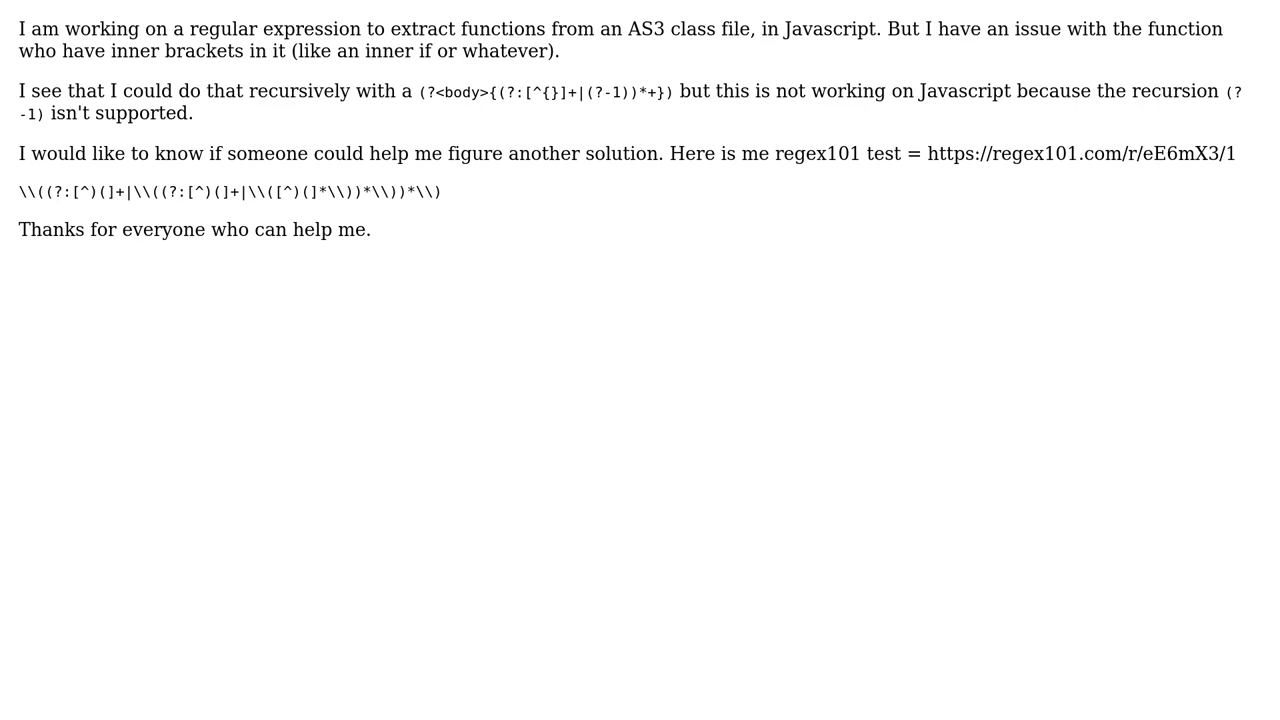 I am working on a regular expression to extract functions from an AS3 class file, in Javascript. But I have an issue with the function
who have inner brackets in it (like an inner if or whatever).
I see that I could do that recursively with a (?<body>{(?:[^{}]+|(?-1))*+}) but this is not working on Javascript because the recursion (?
-1) isn't supported.
I would like to know if someone could help me figure another solution. Here is me regex101 test = https://regex101.com/r/eE6mX3/1
\\((?:[^)(]+|\\((?:[^)(]+|\\([^)(]*\\))*\\))*\\)
Thanks for everyone who can help me.